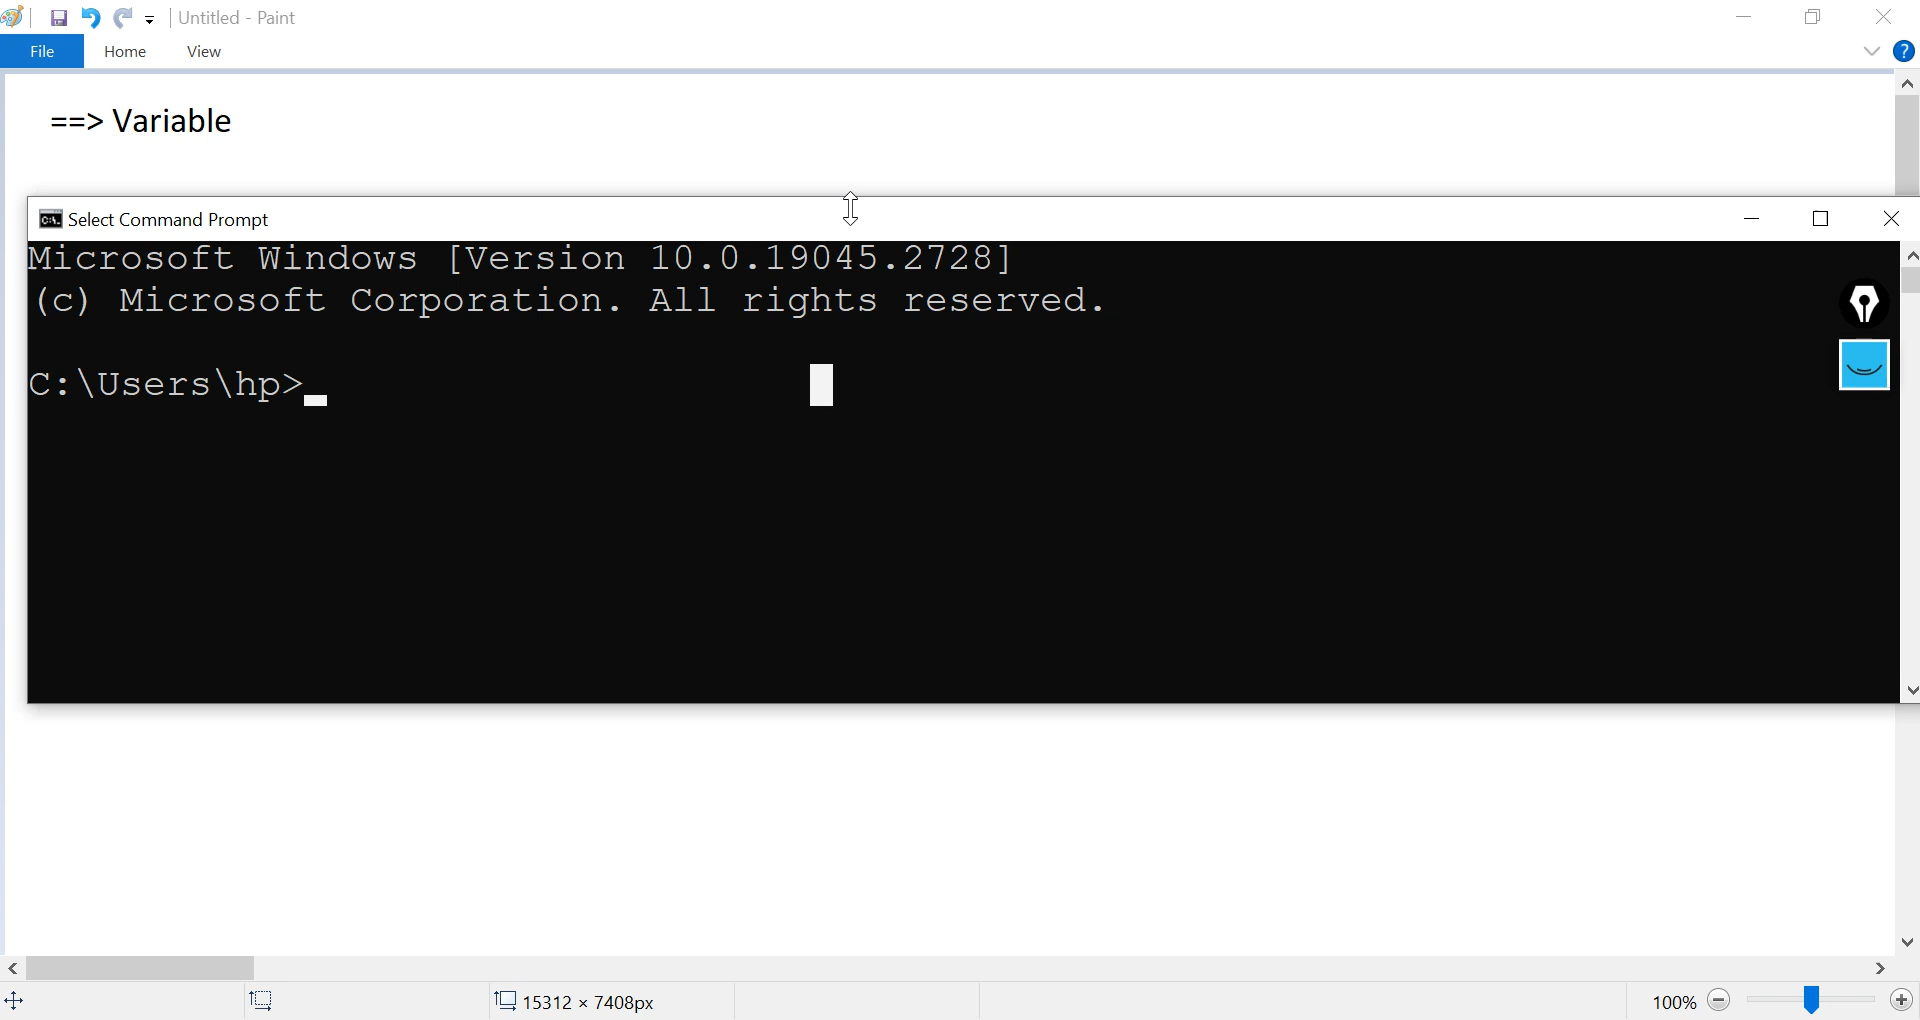 Untitled - Paint
File Home View
==> Variable
Select Command Prompt
Microsoft Windows [Version 10.0.19045.2728]
(c) Microsoft Corporation. All rights reserved.
C:\Users\hp>
15312 × 7408px
100%